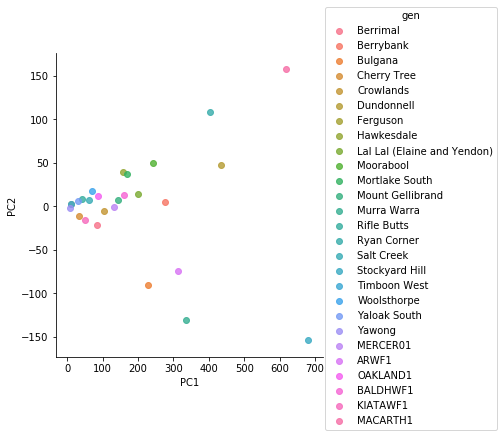 gen
Berrimal
Berrybank
Bulgana
Cherry Tree
Crowlands
Dundonnell
Ferguson
Hawkesdale
Lal Lal (Elaine and Yendon)
Moorabool
Mortlake South
Mount Gellibrand
Murra Warra
Rifle Butts
Ryan Corner
Salt Creek
Stockyard Hill
Timboon West
Woolsthorpe
Yaloak South
Yawong
MERCER01
ARWF1
OAKLAND1
BALDHWF1
KIATAWF1
MACARTH1
150
100
50
0
−50
−100
−150
PC2
0 100 200 300 400 500 600 700
PC1